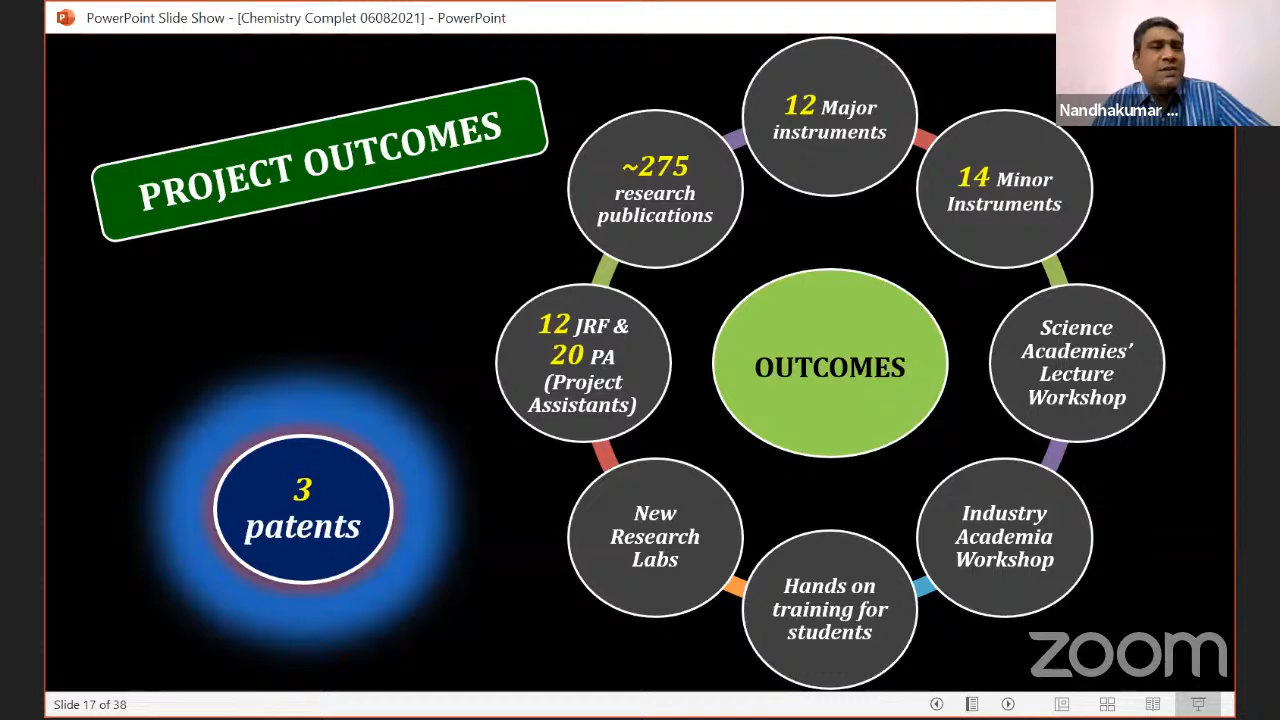 PowerPoint Slide Show - [Chemistry Complet 06082021] - PowerPoint
Nandhakumar ...
PROJECT OUTCOMES
12 Major
instruments
14 Minor
Instruments
Science
Academies’
Lecture
Workshop
Industry
Academia
Workshop
Hands on
training for
students
New
Research
Labs
12 JRF &
20 PA
(Project
Assistants)
~275
research
publications
OUTCOMES
3
patents
zoom
Slide 17 of 38